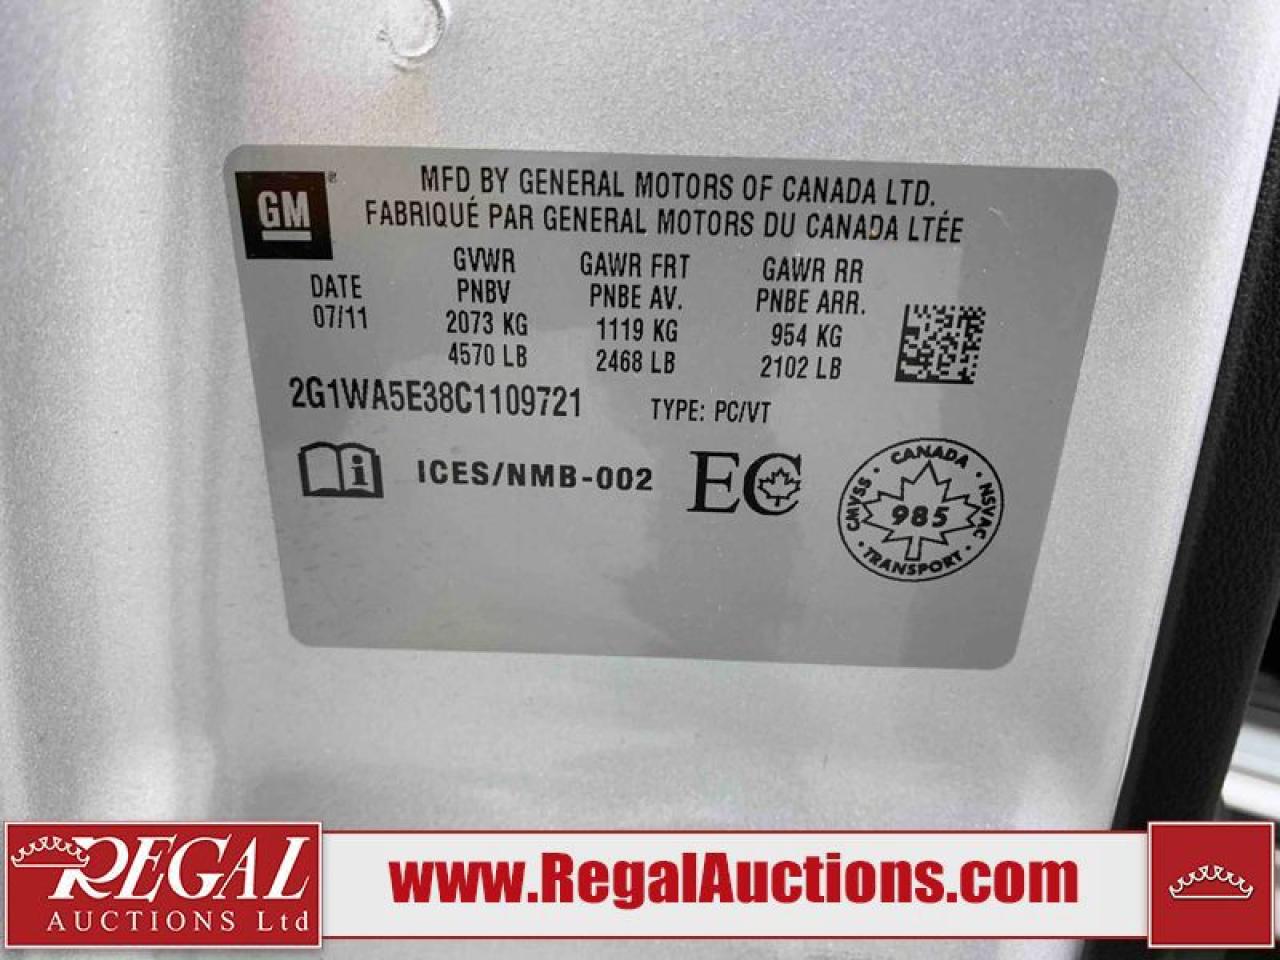 GM
MFD BY GENERAL MOTORS OF CANADA LTD.
FABRIQUÉ PAR GENERAL MOTORS DU CANADA LTÉE
DATE
07/11
GVWR
PNBV
2073 KG
4570 LB
GAWR FRT
PNBE AV.
1119 KG
2468 LB
GAWR RR
PNBE ARR.
954 KG
2102 LB
2G1WA5E38C1109721 TYPE: PC/VT
i ICES/NMB-002 EC
CANADA
CMVSS 985 NSVAC
TRANSPORT
REGAL
AUCTIONS Ltd
www.RegalAuctions.com